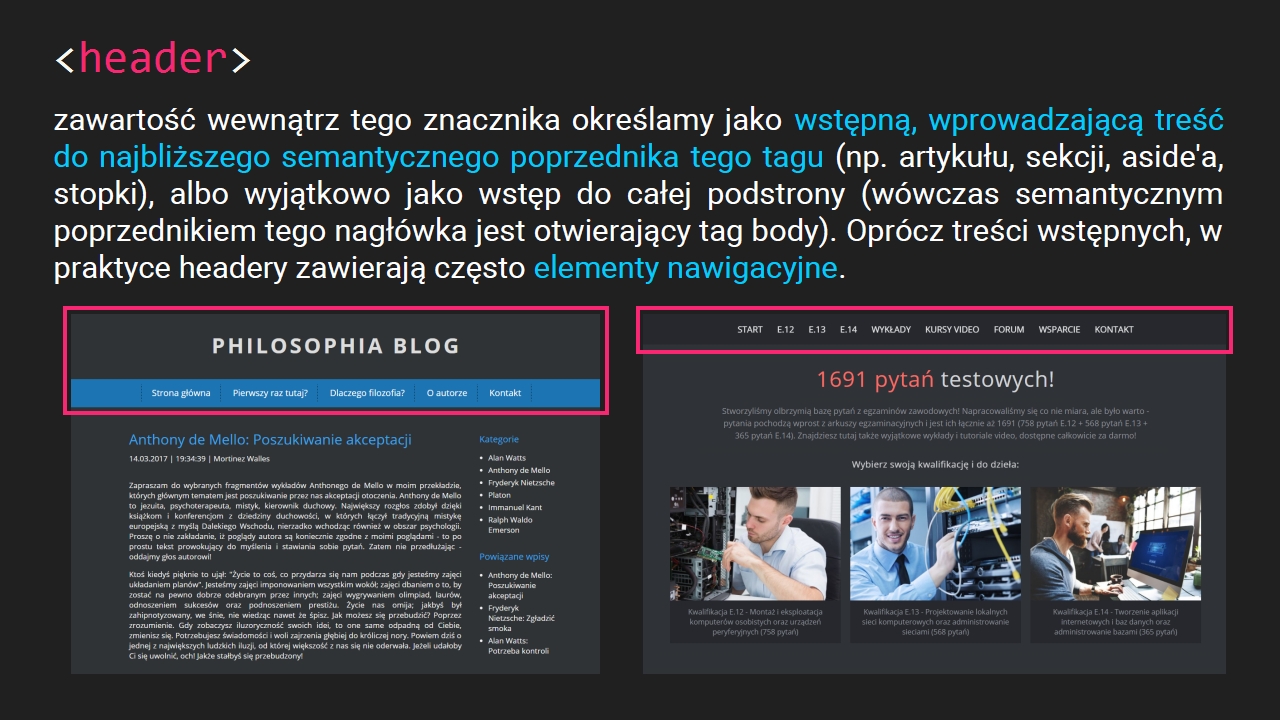 <header>
zawartość wewnątrz tego znacznika określamy jako wstępną, wprowadzającą treść
do najbliższego semantycznego poprzednika tego tagu (np. artykułu, sekcji, aside'a,
stopki), albo wyjątkowo jako wstęp do całej podstrony (wówczas semantycznym
poprzednikiem tego nagłówka jest otwierający tag body). Oprócz treści wstępnych, w
praktyce headery zawierają często elementy nawigacyjne.
PHILOSOPHIA BLOG
Strona główna Pierwszy raz tutaj? Dlaczego filozofia? O autorze Kontakt
Anthony de Mello: Poszukiwanie akceptacji
14.03.2017 | 19:34:39 | Mortinez Walles
Zapraszam do wybranych fragmentów wykładów Anthonego de Mello w moim przekładzie,
których głównym tematem jest poszukiwanie przez nas akceptacji otoczenia. Anthony de Mello
to jezuita, psychoterapeuta, mistyk, kierownik duchowy. Największy rozgłos zdobył dzięki
książkom i konferencjom z dziedziny duchowości, w których łączył tradycyjną mistykę
europejską z myślą Dalekiego Wschodu, nierzadko wchodząc również w obszar psychologii.
Proszę o nie zakładanie, iż poglądy autora są koniecznie zgodne z moimi poglądami - to po
prostu tekst prowokujący do myślenia i stawiania sobie pytań. Zatem nie przedłużając -
oddajmy głos autorowi!
Ktoś kiedyś pięknie to ujął: "Życie to coś, co przydarza się nam podczas gdy jesteśmy zajęci
układaniem planów". Jesteśmy zajęci imponowaniem wszystkim wokół; zajęci dbaniem o to, by
zostać na pewno dobrze odebranym przez innych; zajęci wygrywaniem olimpiad, laurów,
odnoszeniem sukcesów oraz podnoszeniem prestiżu. Życie nas omija; jakbyś był
zahipnotyzowany, we śnie, nie wiedząc nawet że śpisz. Jak możesz się przebudzić? Poprzez
zrozumienie. Gdy zobaczysz iluzoryczność swoich idei, to one same odpadną od Ciebie,
zmienisz się. Potrzebujesz świadomości i woli zajrzenia głębiej do króliczej nory. Powiem dziś o
jednej z największych ludzkich iluzji, od której większość z nas się nie oderwała. Jeżeli udałoby
Ci się uwolnić, och! Jakże stałbyś się przebudzony!
Kategorie
Alan Watts
Anthony de Mello
Fryderyk Nietzsche
Platon
Immanuel Kant
Ralph Waldo
Emerson
Powiązane wpisy
Anthony de Mello:
Poszukiwanie
akceptacji
Fryderyk
Nietzsche: Zgładzić
smoka
Alan Watts:
Potrzeba kontroli
START E.12 E.13 E.14 WYKŁADY KURSY VIDEO FORUM WSPARCIE KONTAKT
1691 pytań testowych!
Stworzyliśmy olbrzymią bazę pytań z egzaminów zawodowych! Napracowaliśmy się co nie miara, ale było warto -
pytania pochodzą wprost z arkuszy egzaminacyjnych i jest ich łącznie aż 1691 (758 pytań E.12 + 568 pytań E.13 +
365 pytań E.14). Znajdziesz tutaj także wyjątkowe wykłady i tutoriale video, dostępne całkowicie za darmo!
Wybierz swoją kwalifikację i do dzieła:
Kwalifikacja E.12 - Montaż i eksploatacja
komputerów osobistych oraz urządzeń
peryferyjnych (758 pytań)
Kwalifikacja E.13 - Projektowanie lokalnych
sieci komputerowych oraz administrowanie
sieciami (568 pytań)
Kwalifikacja E.14 - Tworzenie aplikacji
internetowych i baz danych oraz
administrowanie bazami (365 pytań)